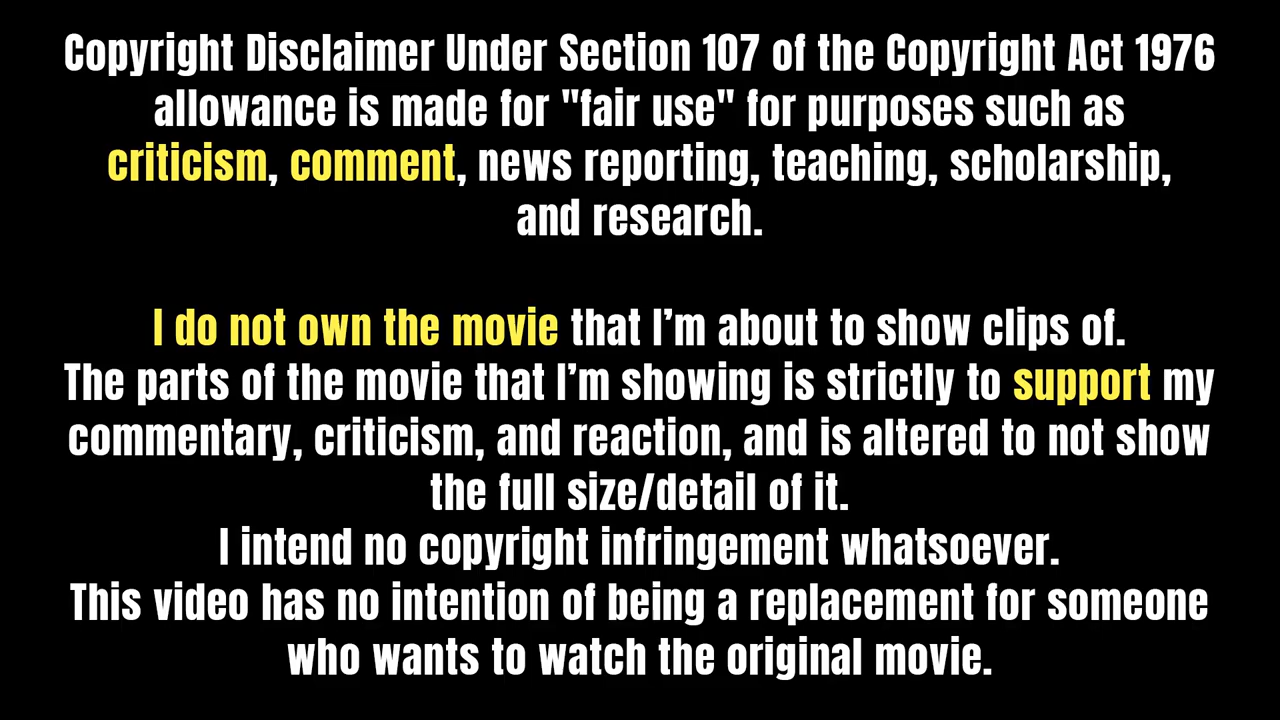 Copyright Disclaimer Under Section 107 of the Copyright Act 1976
allowance is made for "fair use" for purposes such as
criticism, comment, news reporting, teaching, scholarship,
and research.
I do not own the movie that I’m about to show clips of.
The parts of the movie that I’m showing is strictly to support my
commentary, criticism, and reaction, and is altered to not show
the full size/detail of it.
I intend no copyright infringement whatsoever.
This video has no intention of being a replacement for someone
who wants to watch the original movie.